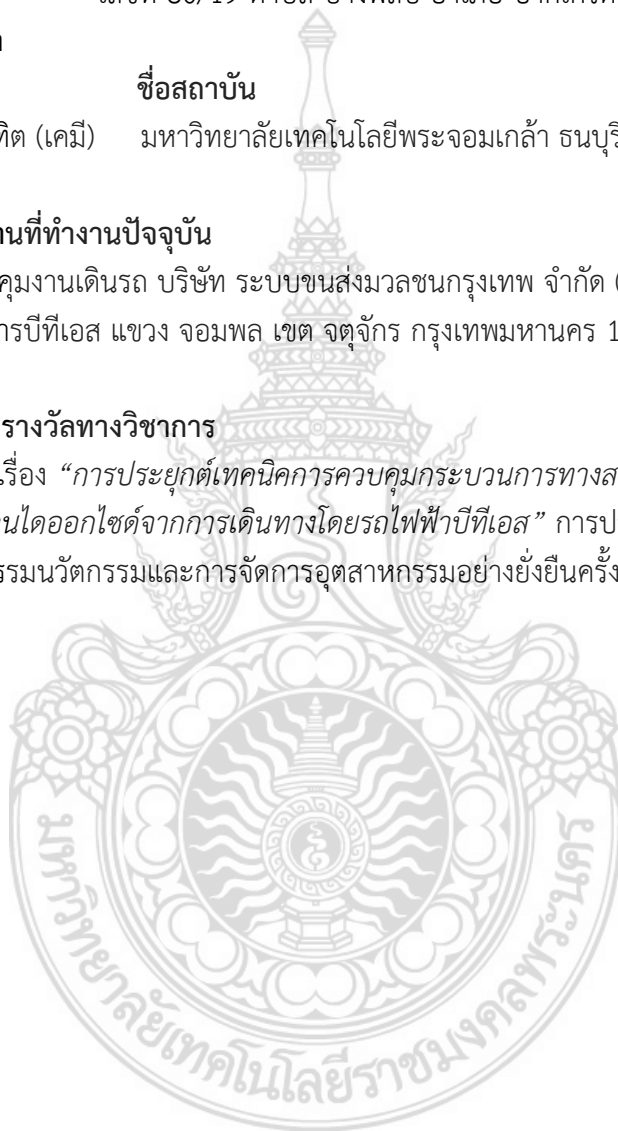 ชื่อสถาบัน
ทิต (เคมี) มหาวิทยาลัยเทคโนโลยีพระจอมเกล้า ธนบุรี
านที่ทำงานปัจจุบัน
คุมงานเดินรถ บริษัท ระบบขนส่งมวลชนกรุงเทพ จำกัด (
ารบีทีเอส แขวง จอมพล เขต จตุจักร กรุงเทพมหานคร 1
รางวัลทางวิชาการ
เรื่อง “การประยุกต์เทคนิคการควบคุมกระบวนการทางส
นไดออกไซด์จากการเดินทางโดยรถไฟฟ้าบีทีเอส” การป
รรมนวัตกรรมและการจัดการอุตสาหกรรมอย่างยั่งยืนครั้ง
มหาวิทยาลัยเทคโนโลยีราชมงคลพระนคร